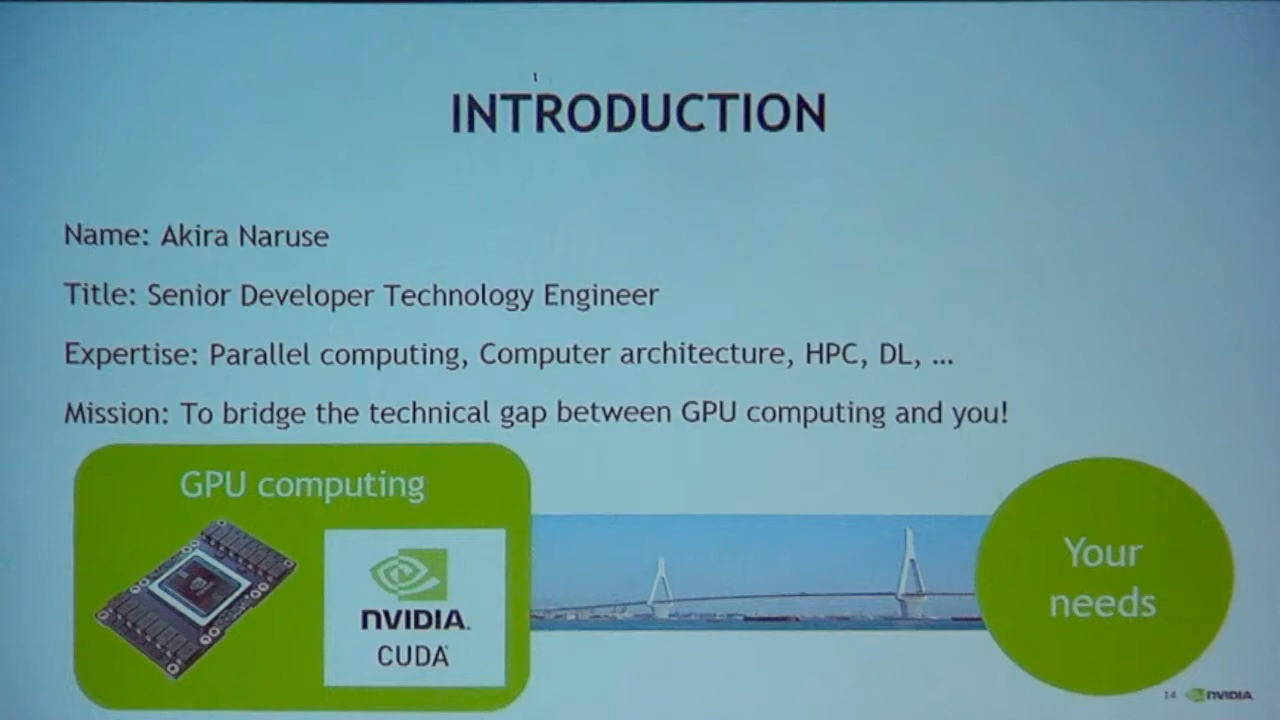 INTRODUCTION
Name: Akira Naruse
Title: Senior Developer Technology Engineer
Expertise: Parallel computing, Computer architecture, HPC, DL, ...
Mission: To bridge the technical gap between GPU computing and you!
GPU computing
NVIDIA.
CUDA
Your
needs
14 NVIDIA